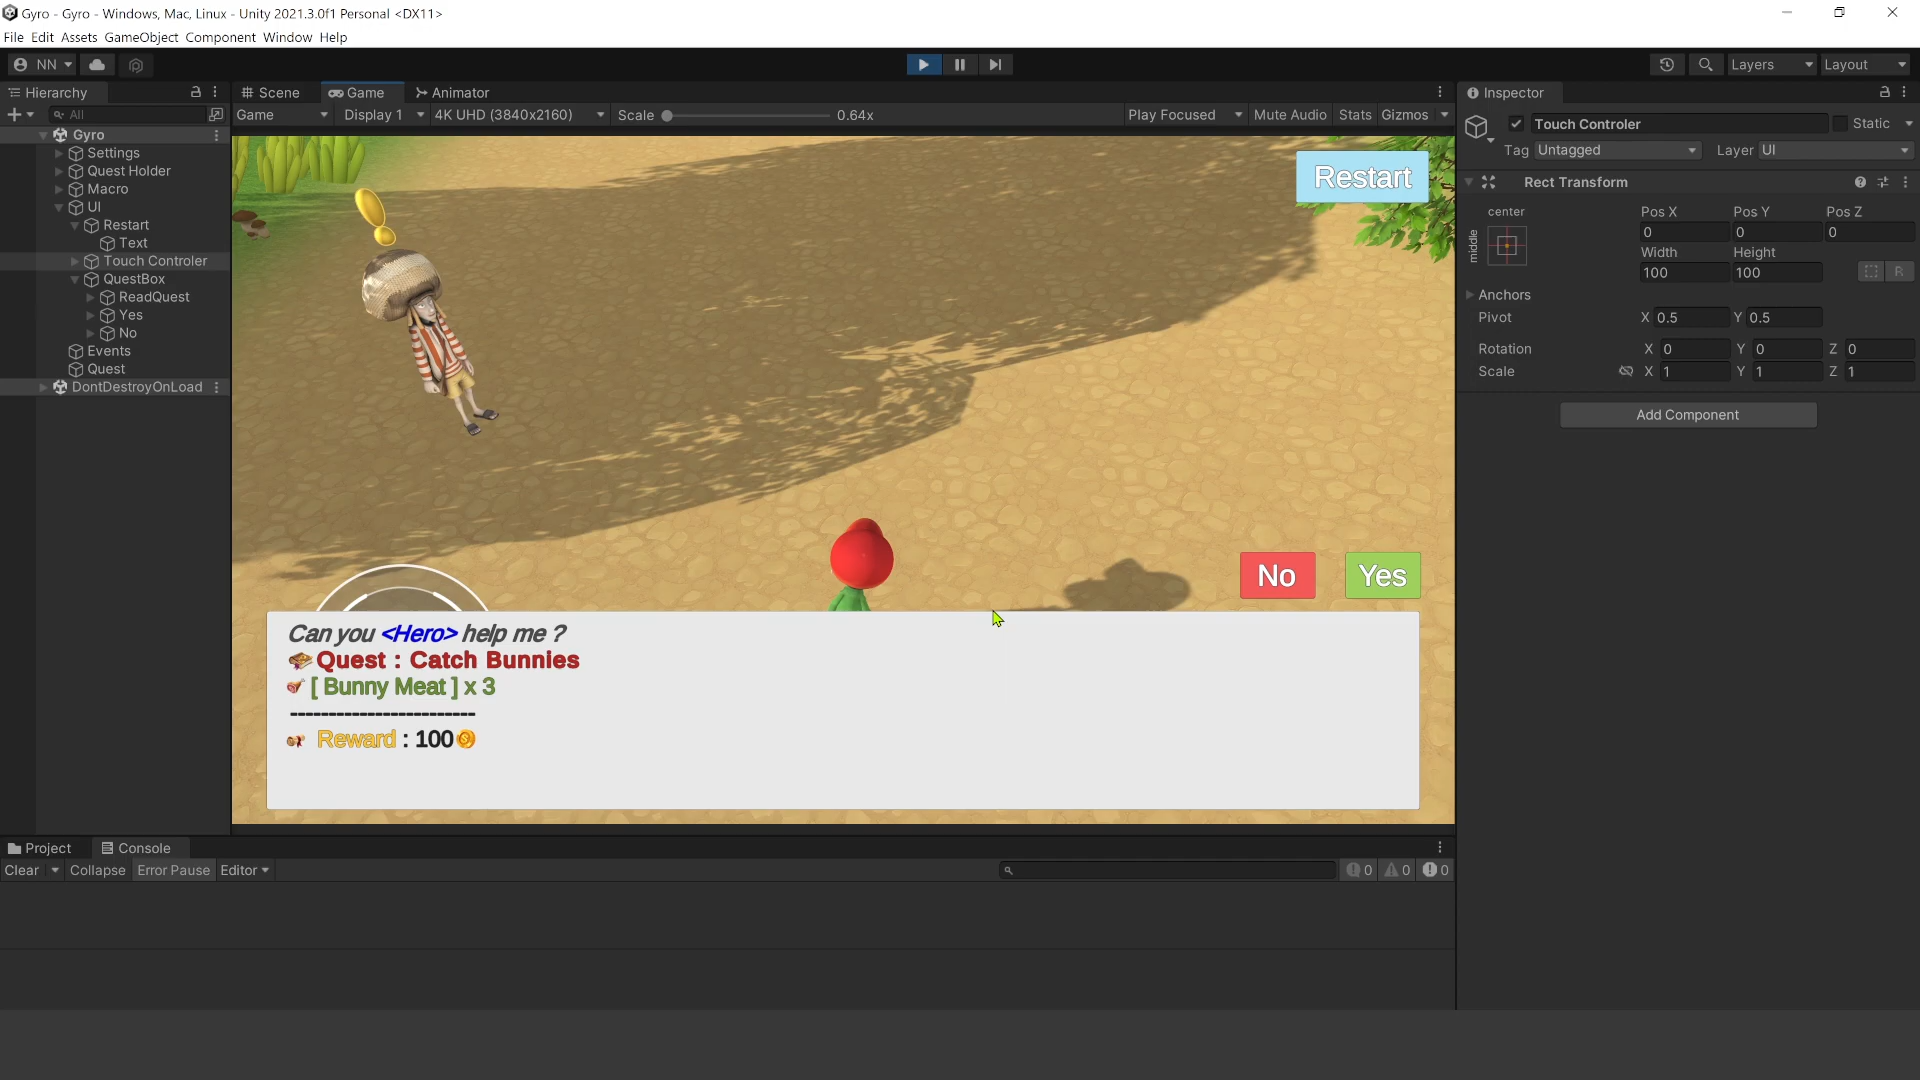 Gyro - Gyro - Windows, Mac, Linux - Unity 2021.3.0f1 Personal <DX11>
File Edit Assets GameObject Component Window Help
NN
Layers
Layout
Hierarchy
All
Gyro
Settings
Quest Holder
Macro
UI
Restart
Text
Touch Controler
QuestBox
ReadQuest
Yes
No
Events
Quest
DontDestroyOnLoad
Scene Game Animator
Game Display 1 4K UHD (3840x2160) Scale 0.64x Play Focused Mute Audio Stats Gizmos
Restart
No Yes
Can you <Hero> help me ?
Quest : Catch Bunnies
[ Bunny Meat ] x 3
------------------------
Reward : 100
Inspector
Touch Controler Static
Tag Untagged Layer UI
Rect Transform
center
middle
Pos X Pos Y Pos Z
0 0 0
Width Height
100 100
R
Anchors
Pivot X 0.5 Y 0.5
Rotation X 0 Y 0 Z 0
Scale X 1 Y 1 Z 1
Add Component
Project Console
Clear Collapse Error Pause Editor
0 0 0